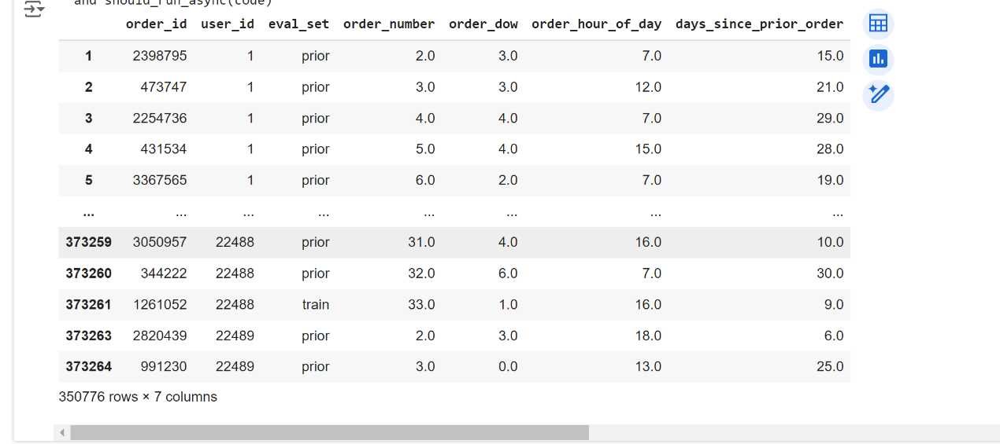 and should_run_async(code)
order_id user_id eval_set order_number order_dow order_hour_of_day days_since_prior_order
1 2398795 1 prior 2.0 3.0 7.0 15.0
2 473747 1 prior 3.0 3.0 12.0 21.0
3 2254736 1 prior 4.0 4.0 7.0 29.0
4 431534 1 prior 5.0 4.0 15.0 28.0
5 3367565 1 prior 6.0 2.0 7.0 19.0
... ... ... ... ... ... ... ...
373259 3050957 22488 prior 31.0 4.0 16.0 10.0
373260 344222 22488 prior 32.0 6.0 7.0 30.0
373261 1261052 22488 train 33.0 1.0 16.0 9.0
373263 2820439 22489 prior 2.0 3.0 18.0 6.0
373264 991230 22489 prior 3.0 0.0 13.0 25.0
350776 rows × 7 columns